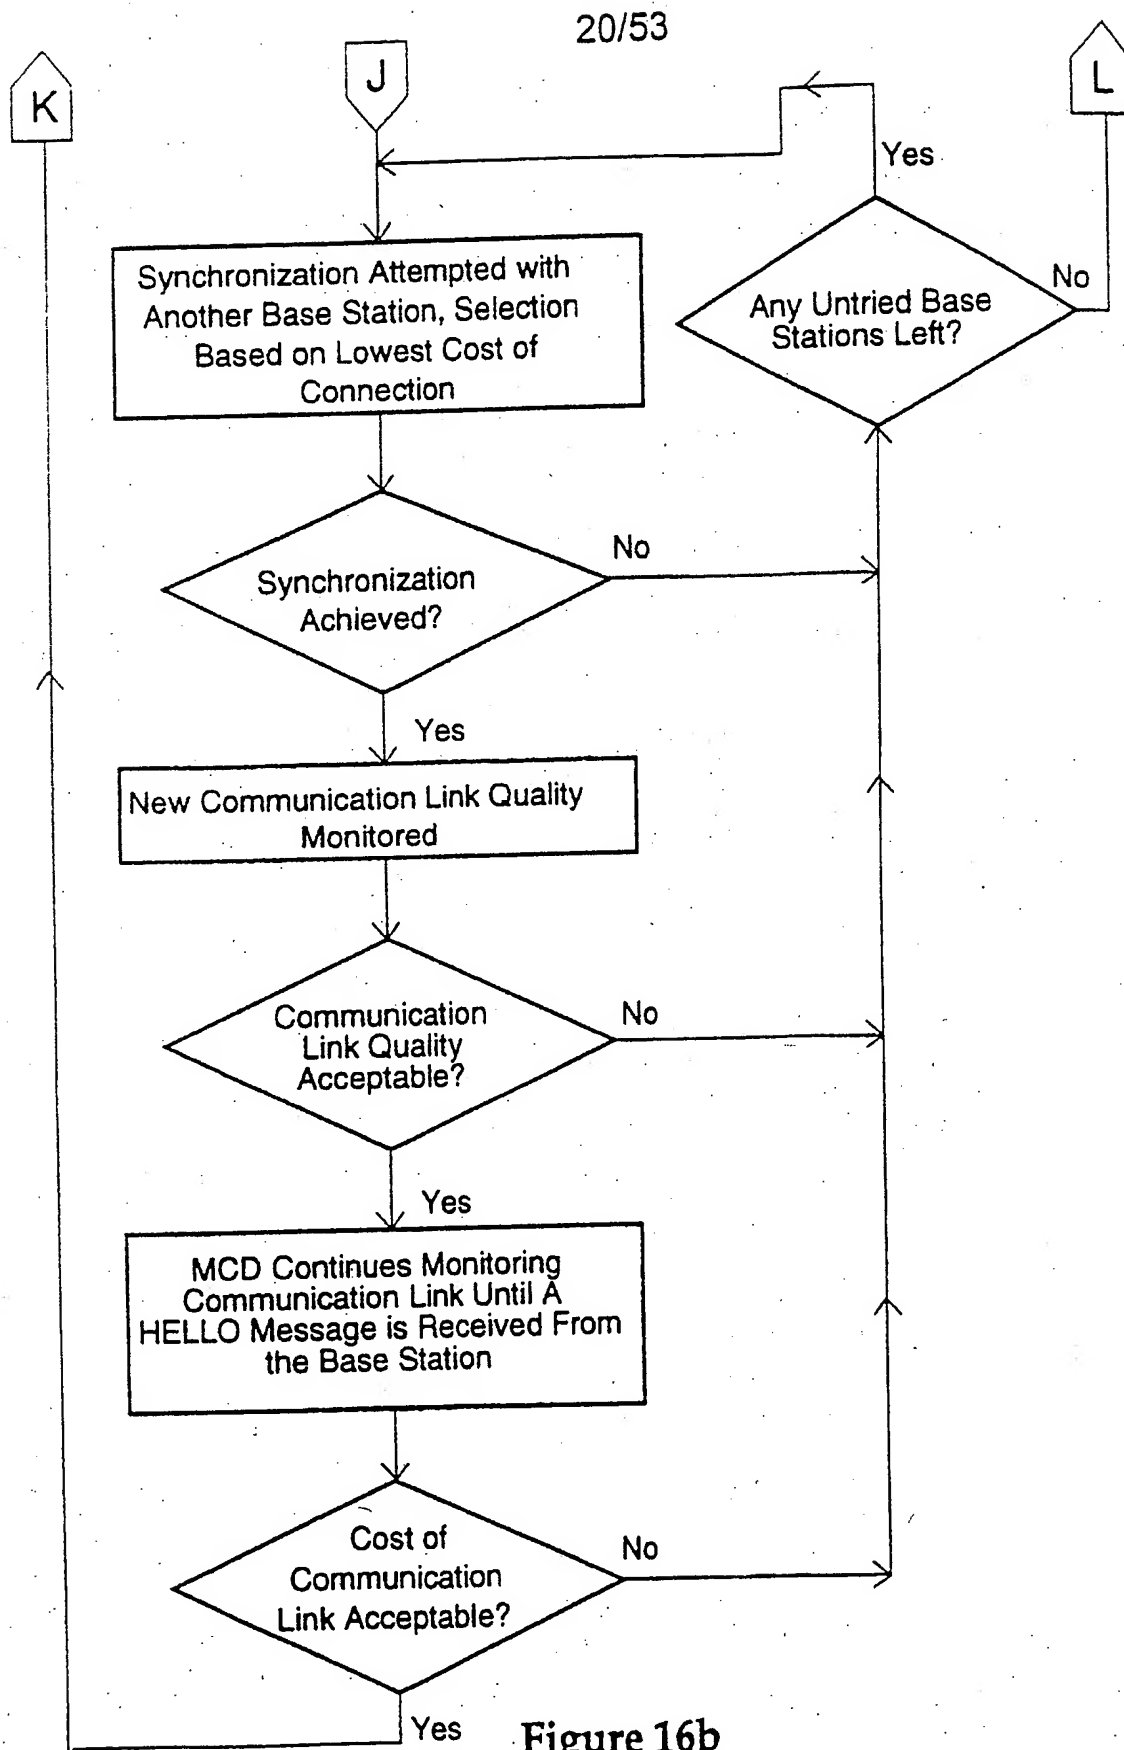 20/53
K
J
L
Yes
Synchronization Attempted with
Another Base Station, Selection
Based on Lowest Cost of
Connection
No
Any Untried Base
Stations Left?
No
Synchronization
Achieved?
Yes
New Communication Link Quality
Monitored
No
Communication
Link Quality
Acceptable?
Yes
MCD Continues Monitoring
Communication Link Until A
HELLO Message is Received From
the Base Station
No
Cost of
Communication
Link Acceptable?
Yes
Figure 16b